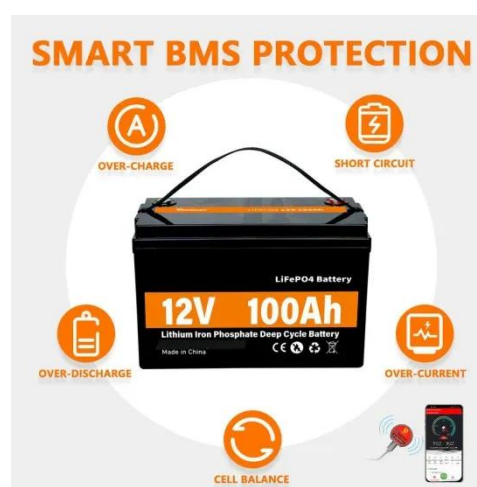 SMART BMS PROTECTION
OVER-CHARGE
SHORT CIRCUIT
LiFePO4 Battery
12V 100Ah
Lithium Iron Phosphate Deep Cycle Battery
Made in China
CE
OVER-DISCHARGE
OVER-CURRENT
CELL BALANCE